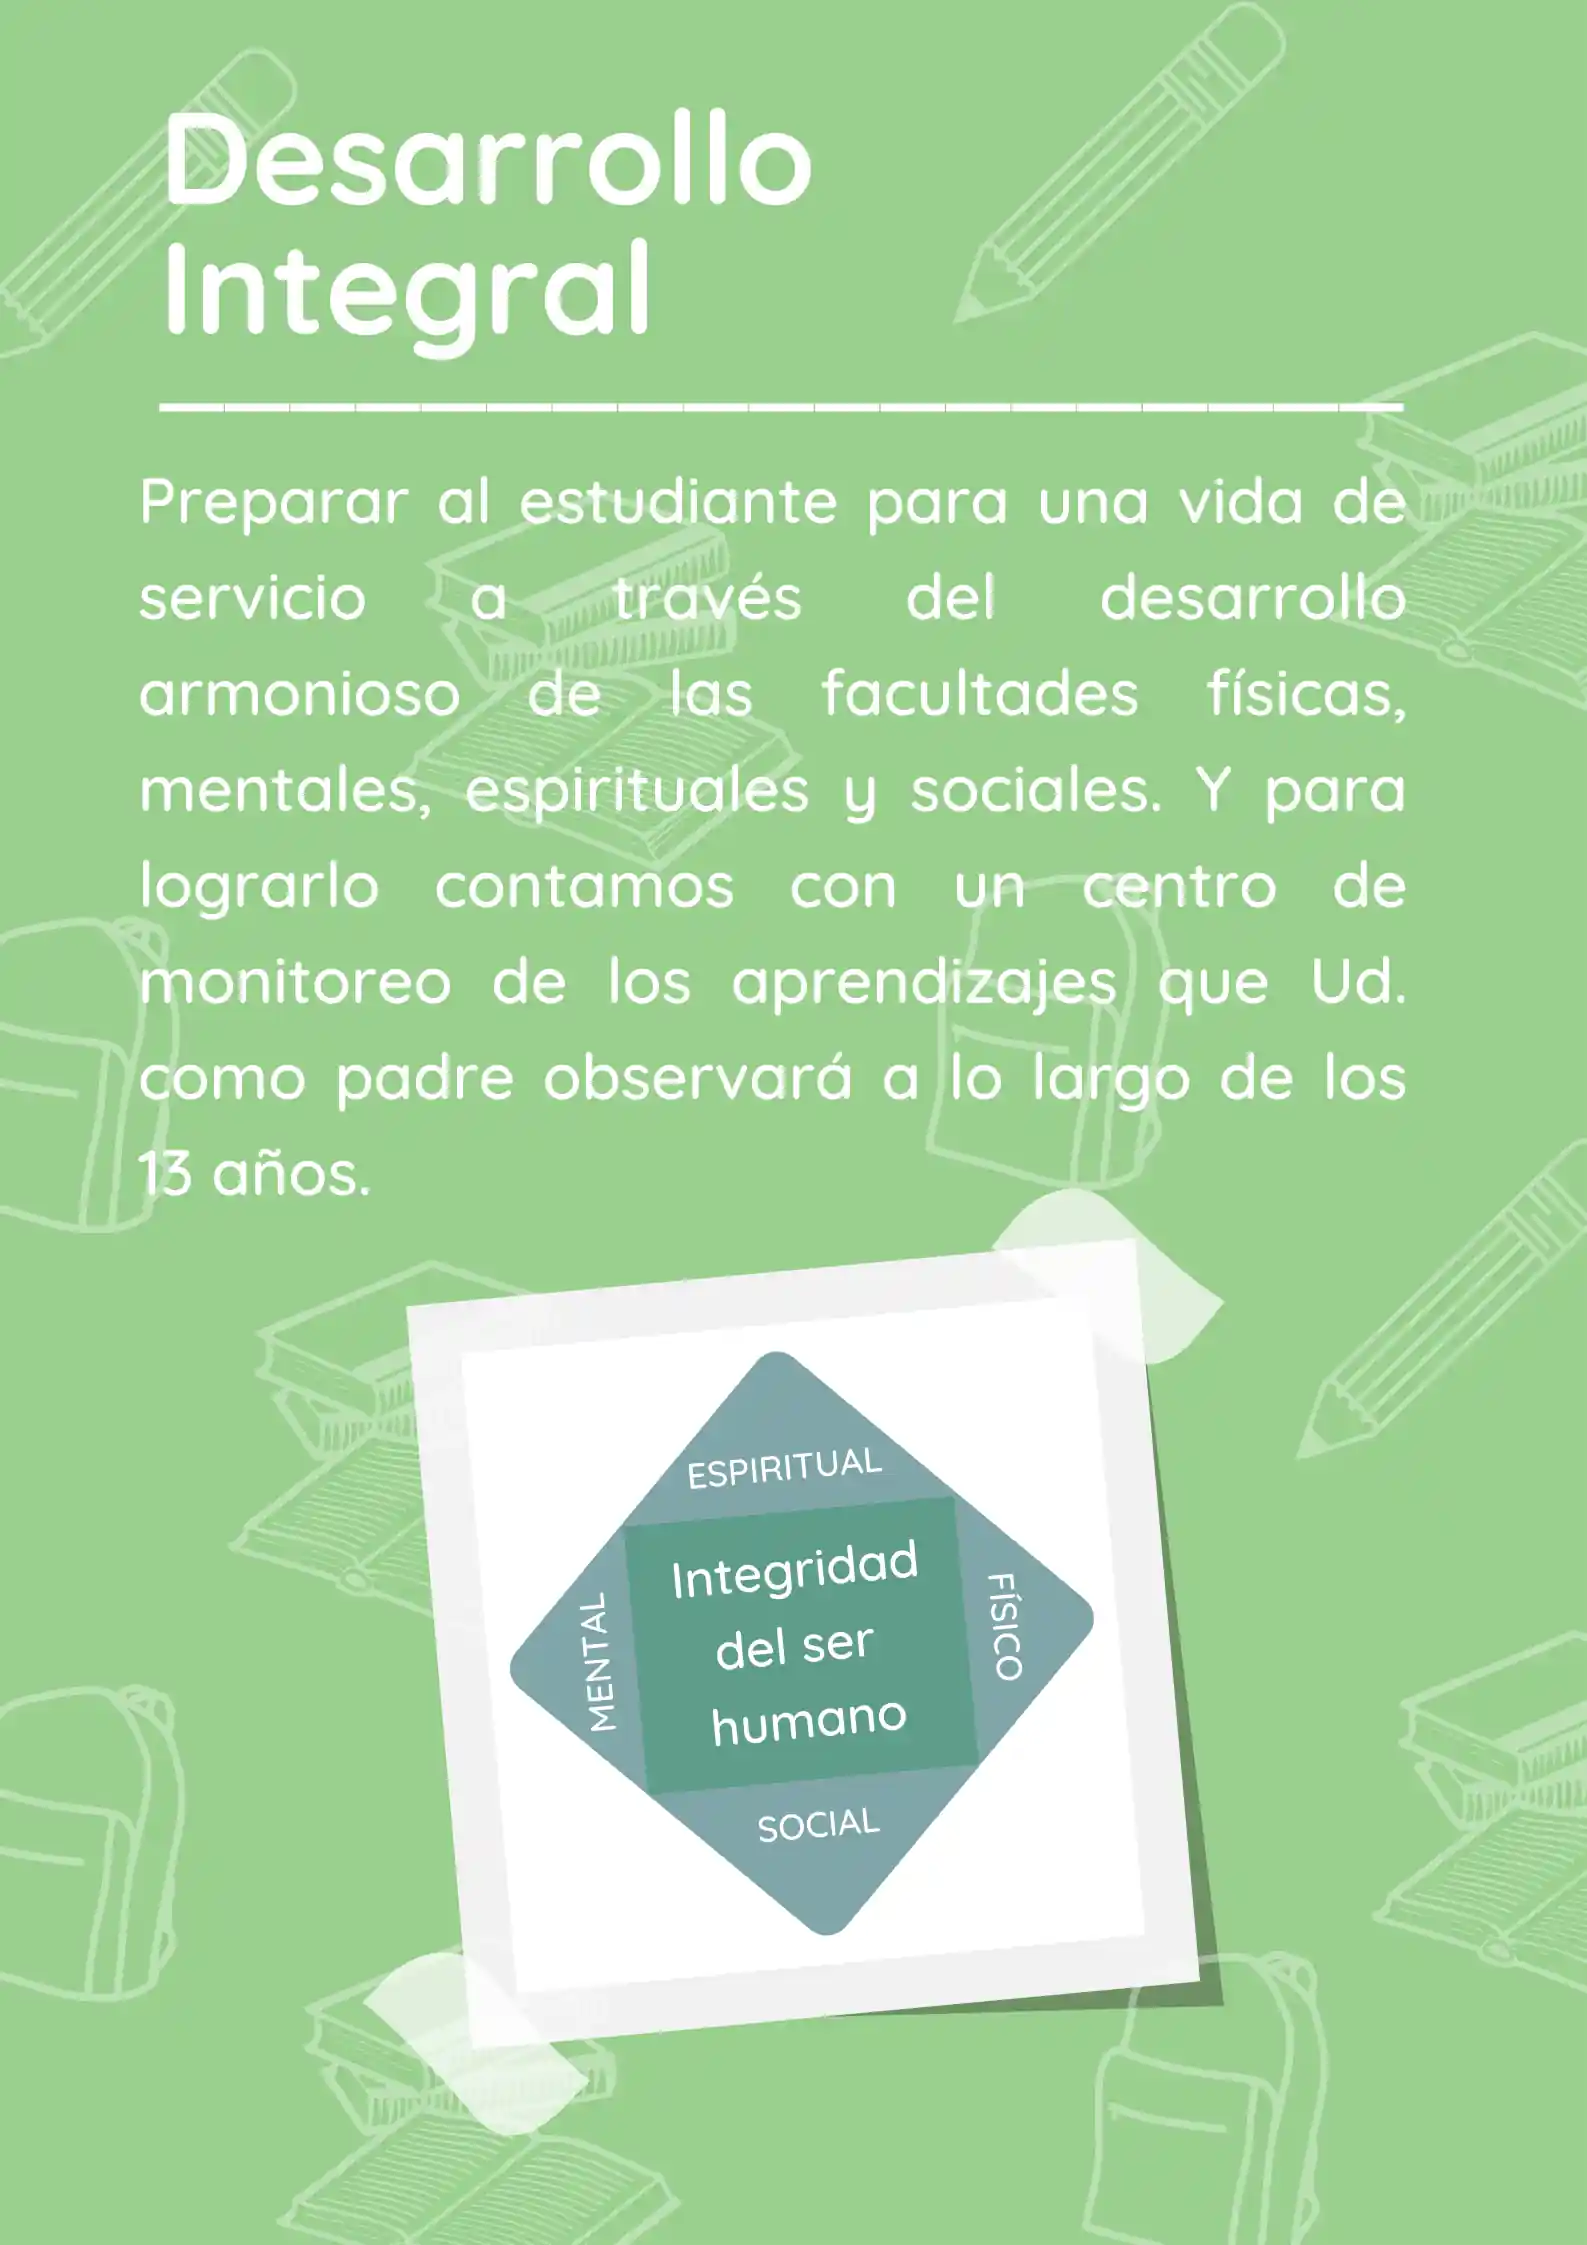 Desarrollo
Integral
Preparar al estudiante para una vida de
servicio a través del desarrollo
armonioso de las facultades físicas,
mentales, espirituales y sociales. Y para
lograrlo contamos con un centro de
monitoreo de los aprendizajes que Ud.
como padre observará a lo largo de los
13 años.
ESPIRITUAL
MENTAL
Integridad
del ser
humano
FÍSICO
SOCIAL